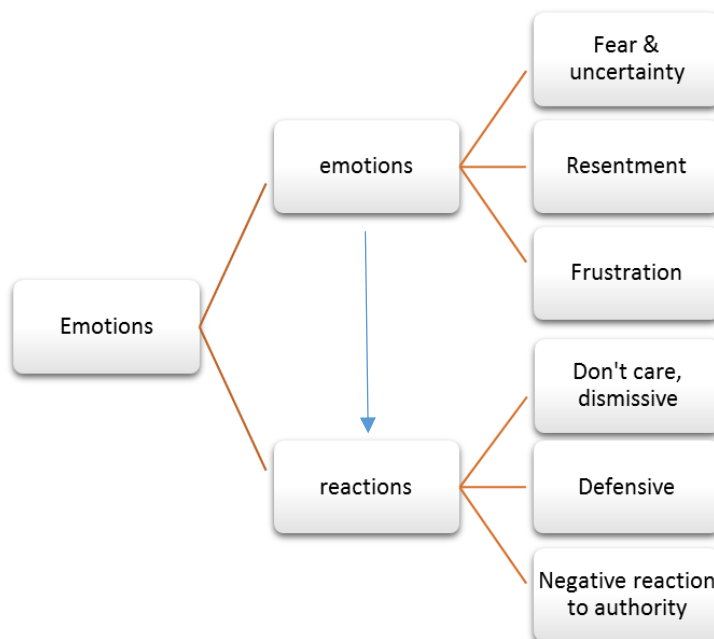 Fear &
uncertainty
emotions
Resentment
Frustration
Emotions
Don't care,
dismissive
reactions
Defensive
Negative reaction
to authority